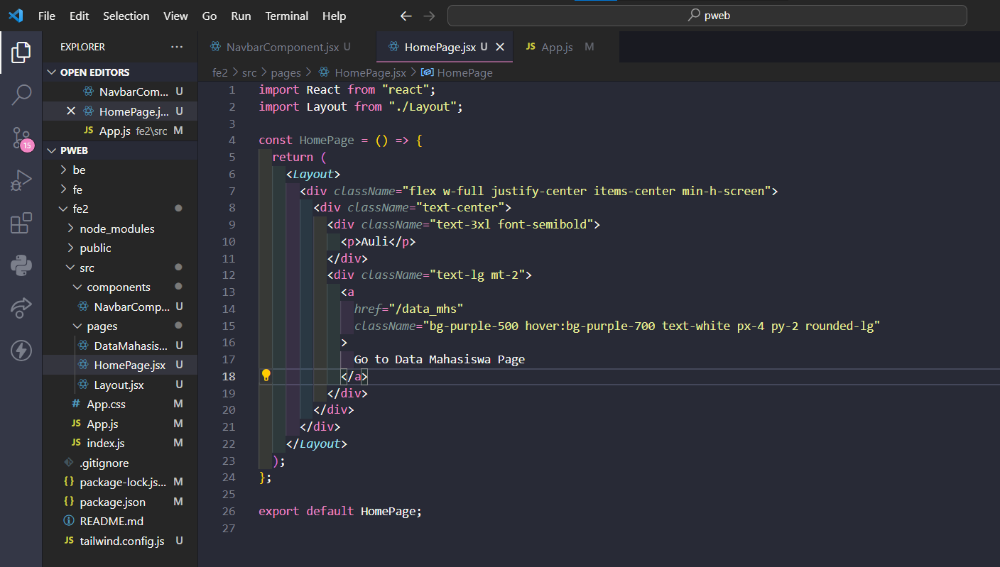 File Edit Selection View Go Run Terminal Help
pweb
EXPLORER
OPEN EDITORS
NavbarCom... U
HomePage.j... U
App.js fe2\src M
15
PWEB
be
fe
fe2
node_modules
public
src
components
NavbarComp... U
pages
DataMahasis... U
HomePage.jsx U
Layout.jsx U
# App.css M
JS App.js M
JS index.js M
.gitignore
{} package-lock.js... M
{} package.json M
README.md
JS tailwind.config.js U
NavbarComponent.jsx U
HomePage.jsx U
JS App.js M
fe2 > src > pages > HomePage.jsx > HomePage
1 import React from "react";
2 import Layout from "./Layout";
3
4 const HomePage = () => {
5 return (
6 <Layout>
7 <div className="flex w-full justify-center items-center min-h-screen">
8 <div className="text-center">
9 <div className="text-3xl font-semibold">
10 <p>Auli</p>
11 </div>
12 <div className="text-lg mt-2">
13 <a
14 href="/data_mhs"
15 className="bg-purple-500 hover:bg-purple-700 text-white px-4 py-2 rounded-lg"
16 >
17 Go to Data Mahasiswa Page
18 </a>
19 </div>
20 </div>
21 </div>
22 </Layout>
23 );
24 };
25
26 export default HomePage;
27